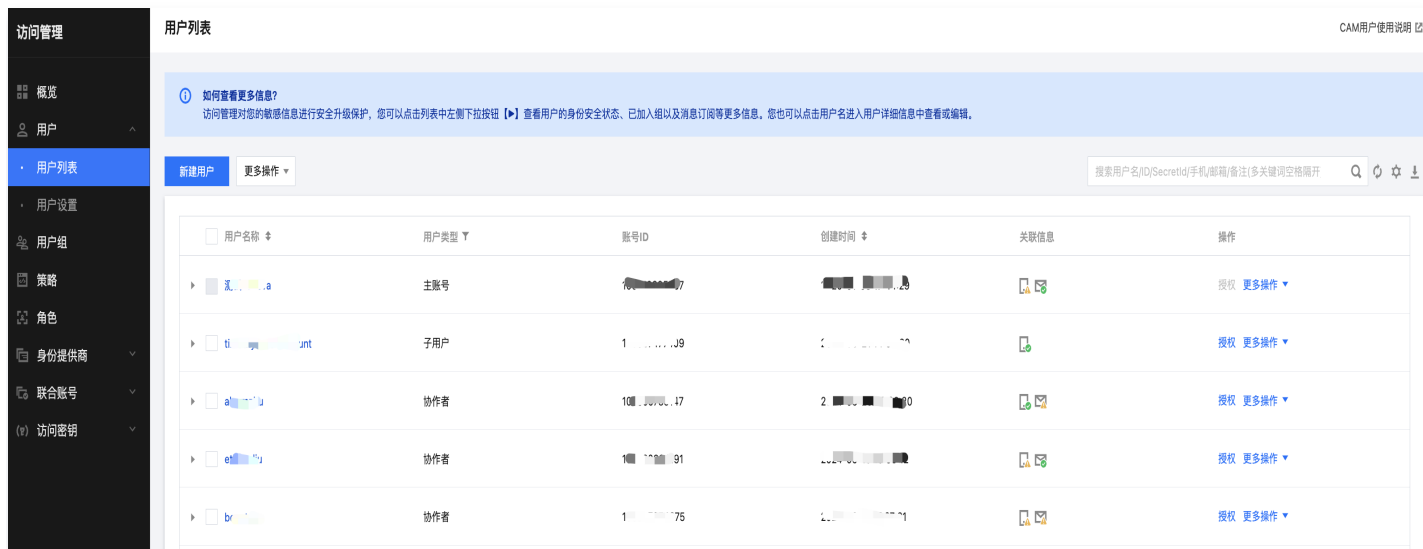 访问管理
用户列表
CAM用户使用说明
概览
用户
用户列表
用户设置
用户组
策略
角色
身份提供商
联合账号
访问密钥
如何查看更多信息?
访问管理对您的敏感信息进行安全升级保护，您可以点击列表中左侧下拉按钮【▶】查看用户的身份安全状态、已加入组以及消息订阅等更多信息。您也可以点击用户名进入用户详细信息中查看或编辑。
新建用户 更多操作
搜索用户名/ID/SecretId/手机/邮箱/备注(多关键词空格隔开
用户名称 用户类型 账号ID 创建时间 关联信息 操作
主账号 授权 更多操作
子用户 授权 更多操作
协作者 授权 更多操作
协作者 授权 更多操作
协作者 授权 更多操作